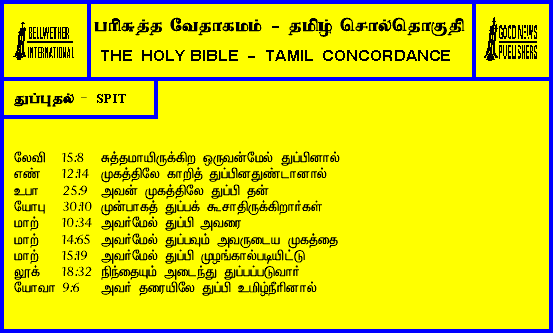 BELLWETHER
INTERNATIONAL
பரிசுத்த வேதாகமம் - தமிழ் சொல்தொகுதி
THE HOLY BIBLE - TAMIL CONCORDANCE
GOOD NEWS
PUBLISHERS
துப்புதல் - SPIT
லேவி 15:8 சுத்தமாயிருக்கிற ஒருவன்மேல் துப்பினால்
எண் 12:14 முகத்திலே காறித் துப்பினதுண்டானால்
உபா 25:9 அவன் முகத்திலே துப்பி தன்
யோபு 30:10 முன்பாகத் துப்பக் கூசாதிருக்கிறார்கள்
மாற் 10:34 அவர்மேல் துப்பி அவரை
மாற் 14:65 அவர்மேல் துப்பவும் அவருடைய முகத்தை
மாற் 15:19 அவர்மேல் துப்பி முழங்கால்படியிட்டு
லூக் 18:32 நிந்தையும் அடைந்து துப்பப்படுவார்
யோவா 9:6 அவர் தரையிலே துப்பி உமிழ்நீரினால்